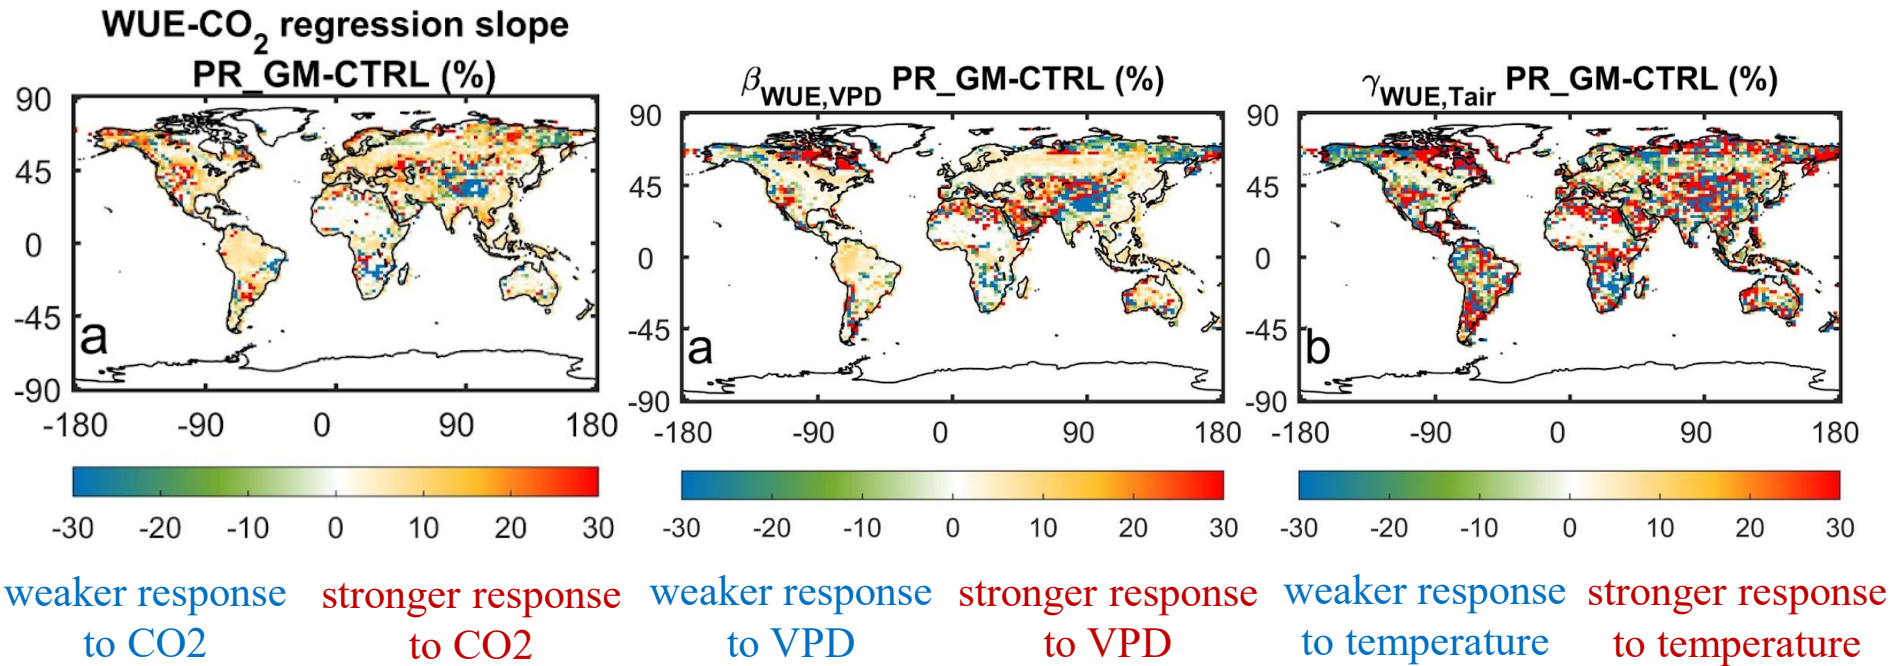 WUE-CO2 regression slope
PR_GM-CTRL (%)
90
45
0
-45
-90
a
-180 -90 0 90 180
-30 -20 -10 0 10 20 30
weaker response
to CO2
stronger response
to CO2
βWUE,VPD PR_GM-CTRL (%)
90
45
0
-45
-90
a
-180 -90 0 90 180
-30 -20 -10 0 10 20 30
weaker response
to VPD
stronger response
to VPD
γWUE,Tair PR_GM-CTRL (%)
90
45
0
-45
-90
b
-180 -90 0 90 180
-30 -20 -10 0 10 20 30
weaker response
to temperature
stronger response
to temperature